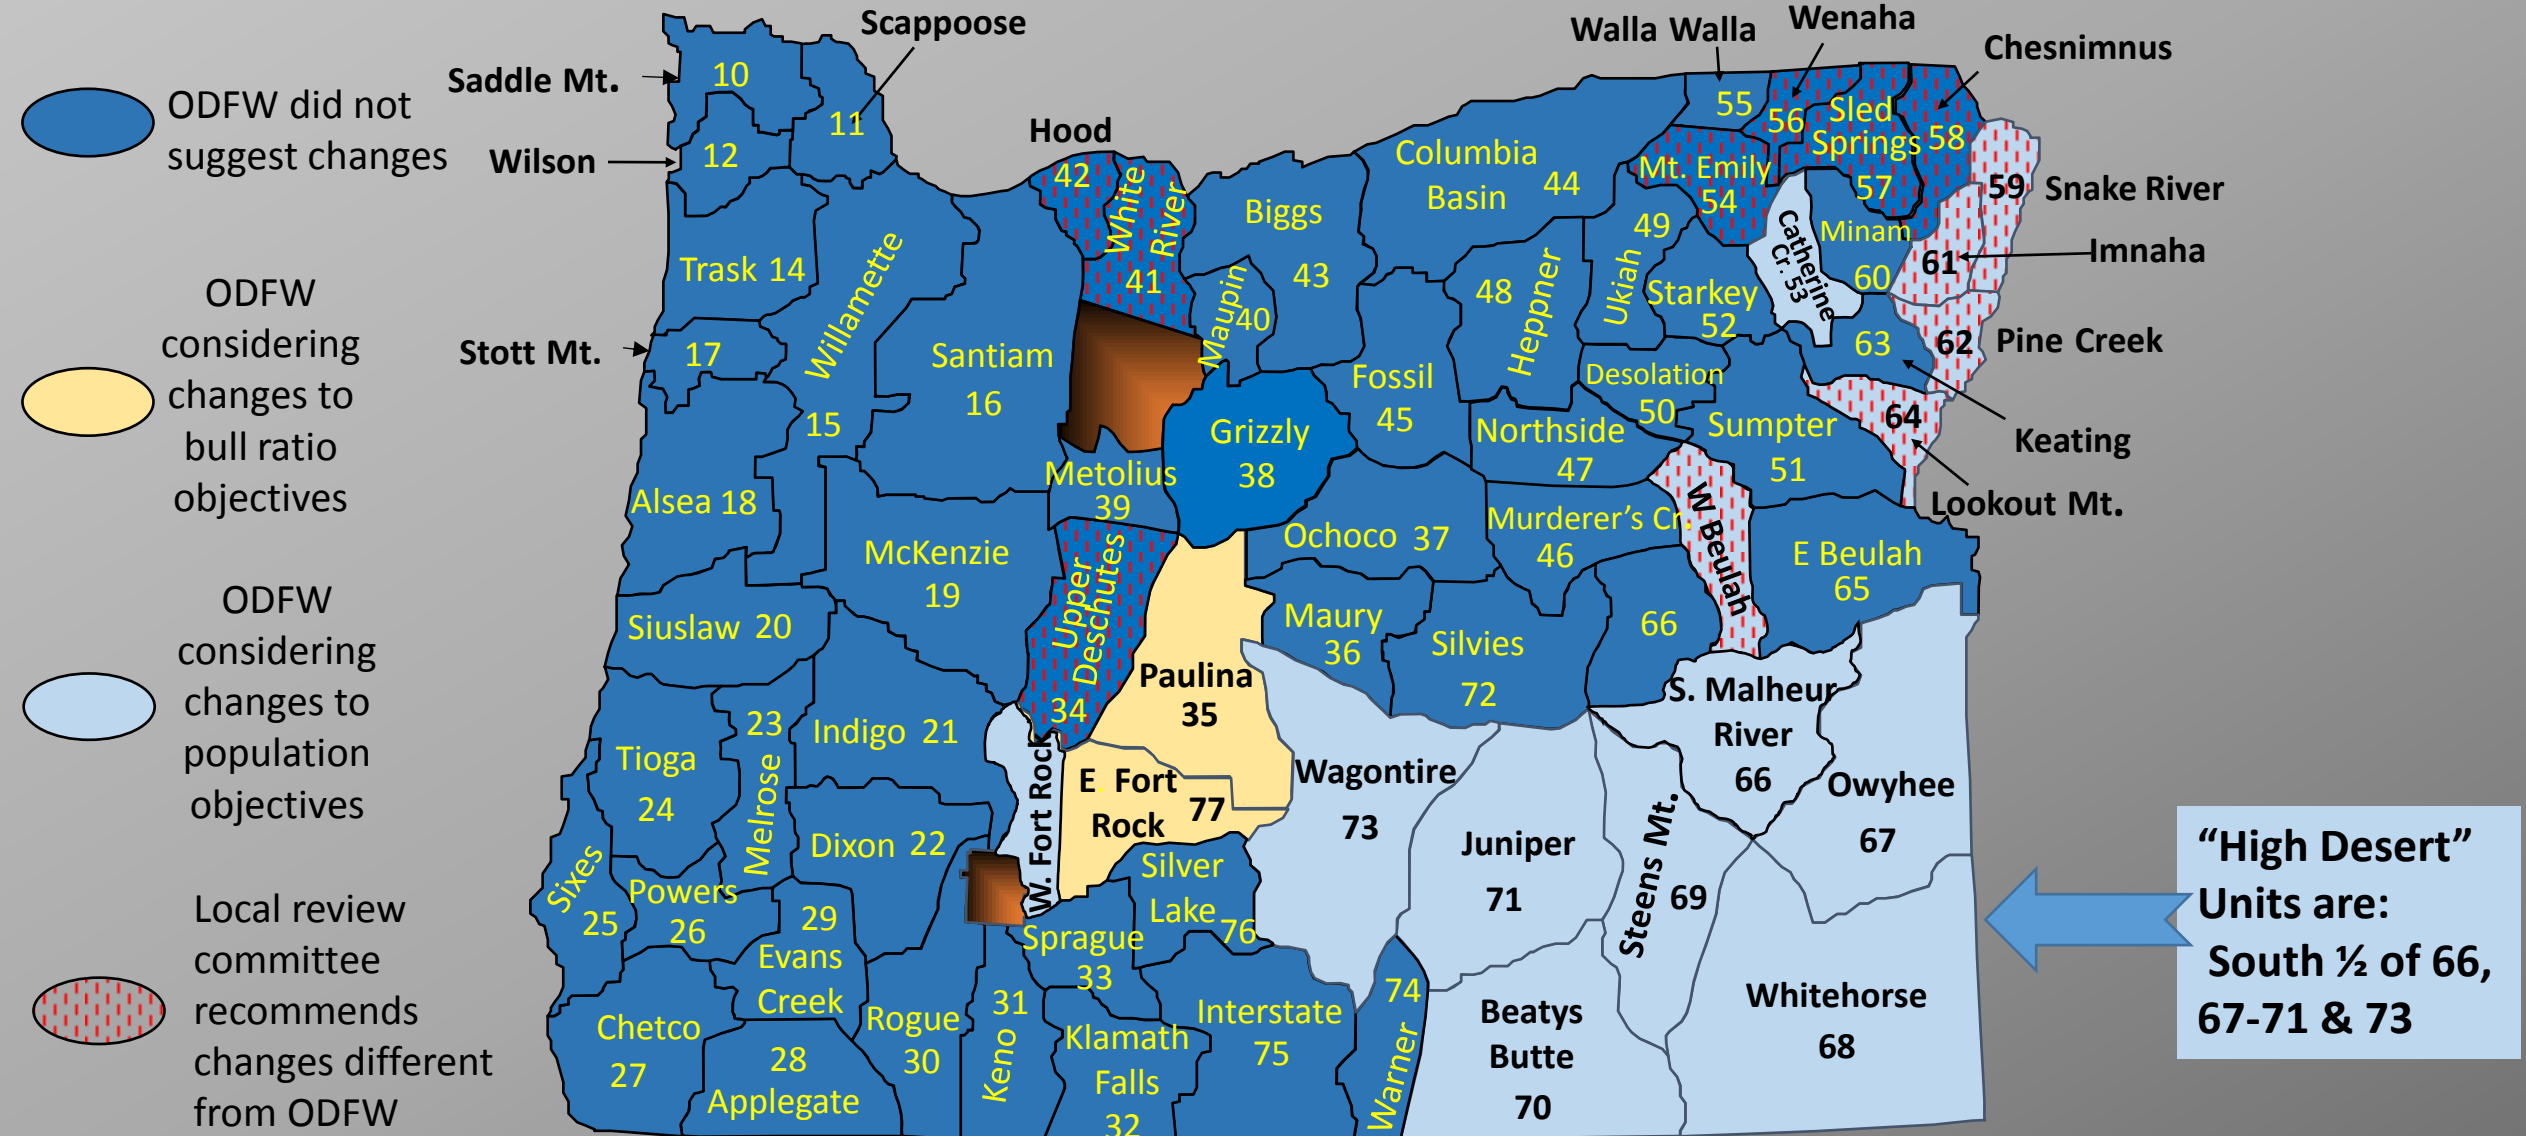 ODFW did not
suggest changes
ODFW
considering
changes to
bull ratio
objectives
ODFW
considering
changes to
population
objectives
Local review
committee
recommends
changes different
from ODFW
Scappoose
Saddle Mt.
10
11
Wilson
12
Hood
42
White
River
41
Trask 14
Willamette
15
Stott Mt.
17
Santiam
16
Alsea 18
McKenzie
19
Siuslaw 20
Indigo 21
Dixon 22
23
Melrose
Tioga
24
Sixes
25
Powers
26
Chetco
27
28
Applegate
29
Evans
Creek
Rogue
30
31
Keno
Klamath
Falls
32
Sprague
33
Upper
Deschutes
34
Paulina
35
Maury
36
Ochoco 37
Grizzly
38
Metolius
39
Maupin
40
Biggs
43
Columbia
Basin
44
Fossil
45
Murderer's Cr.
46
Northside
47
48
Heppner
49
Ukiah
Desolation
50
Sumpter
51
Starkey
52
Catherine
Cr. 53
Mt. Emily
54
Walla Walla
55
Wenaha
56
Sled
Springs
57
Chesnimnus
58
59
Snake River
Minam
60
61
Imnaha
62
Pine Creek
63
Keating
64
Lookout Mt.
W Beulah
E Beulah
65
66
S. Malheur
River
66
Owyhee
67
Whitehorse
68
Steens Mt.
69
Beatys
Butte
70
Juniper
71
Silvies
72
Wagontire
73
74
Warner
Interstate
75
Silver
Lake
76
E. Fort
Rock
77
W. Fort Rock
“High Desert”
Units are:
South ½ of 66,
67-71 & 73